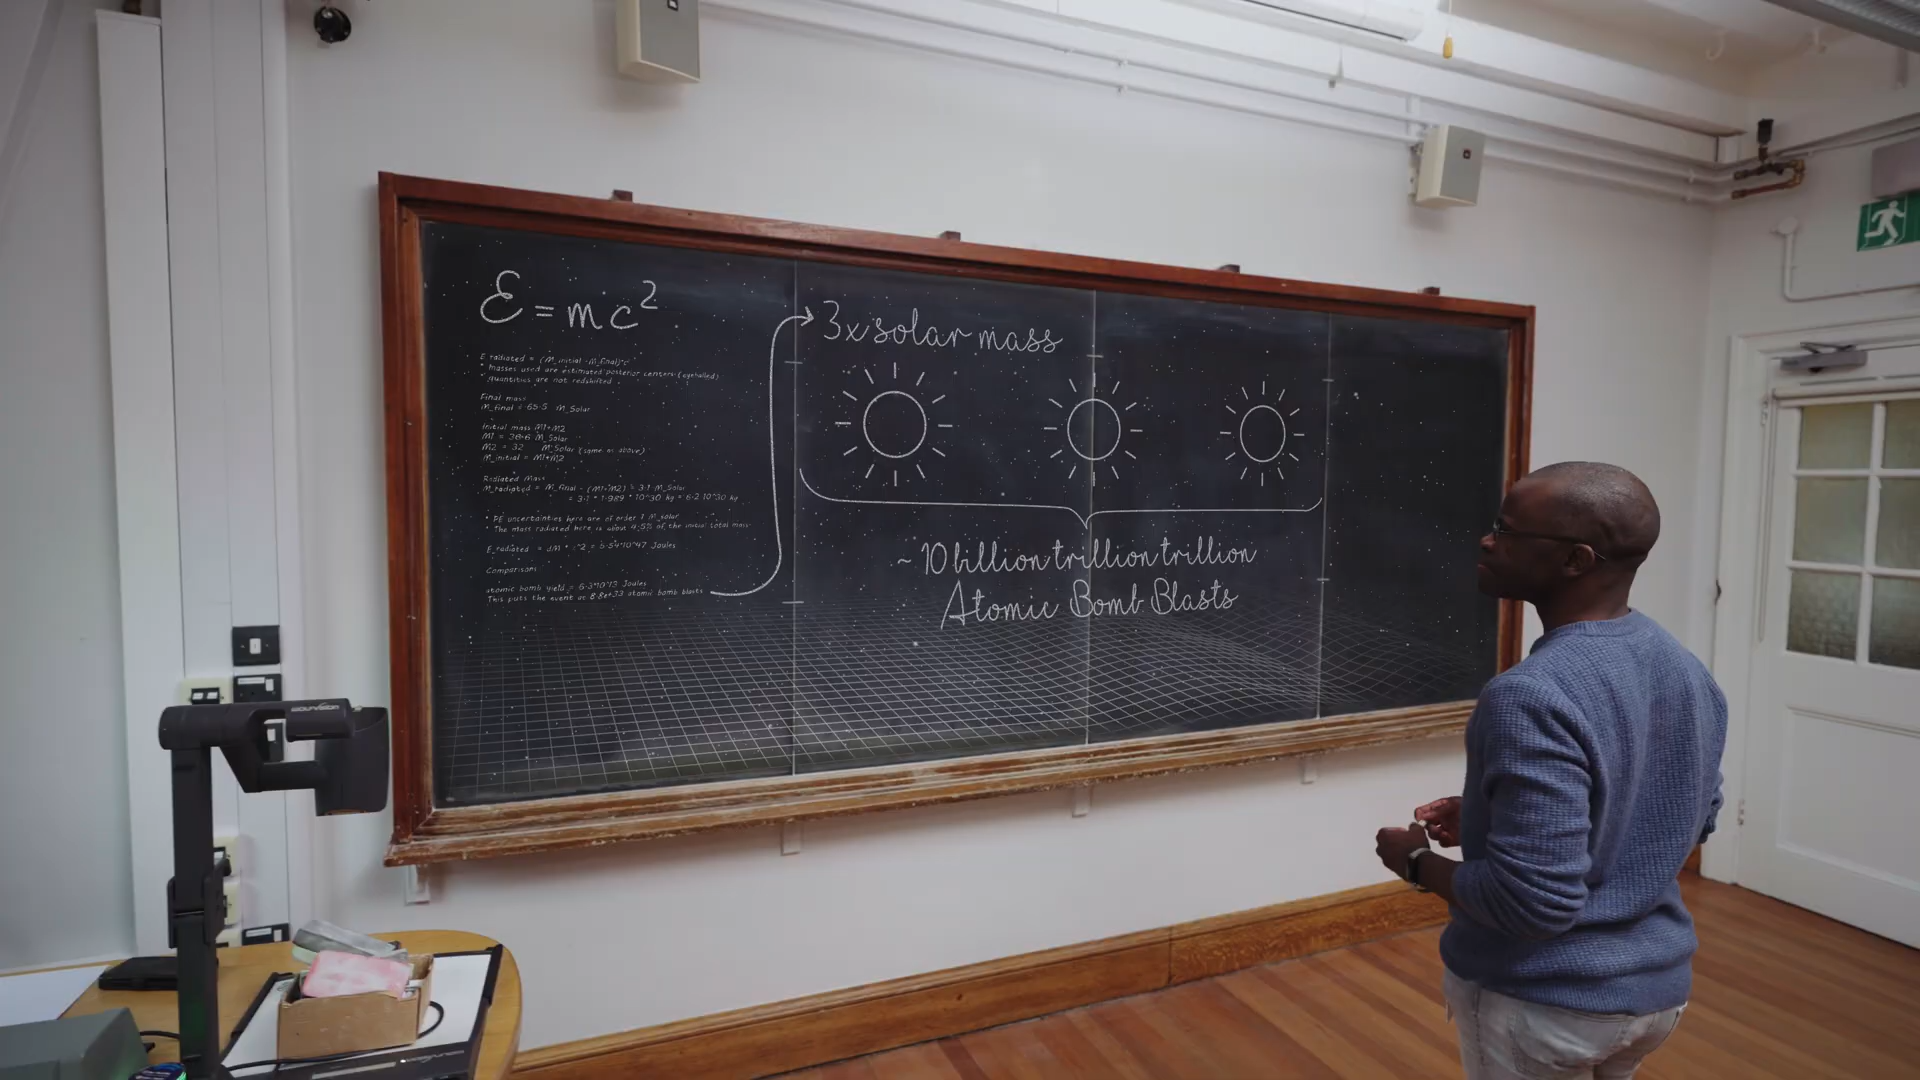 E = mc²
E_radiated = (M_initial - M_final)*c²
* masses used are estimated posterior centers (eyeballed)
quantities are not redshifted
Final mass
M_final = 65.5 M_Solar
Initial mass M1+M2
M1 = 36.6 M_Solar
M2 = 32 M_Solar (same as above)
M_initial = M1+M2
Radiated Mass
M_radiated = M_final - (M1+M2) = 3.1 M_Solar
= 3.1 * 1.989 * 10^30 kg = 6.2 10^30 kg
* PE uncertainties here are of order 1 M_solar
* The mass radiated here is about 4.5% of the initial total mass
E_radiated = dM * c^2 = 5.54*10^47 Joules
Comparisons
atomic bomb yield = 6.3*10^13 Joules
This puts the event at 8.8e+33 atomic bomb blasts
3x solar mass
~ 10 billion trillion trillion
Atomic Bomb Blasts